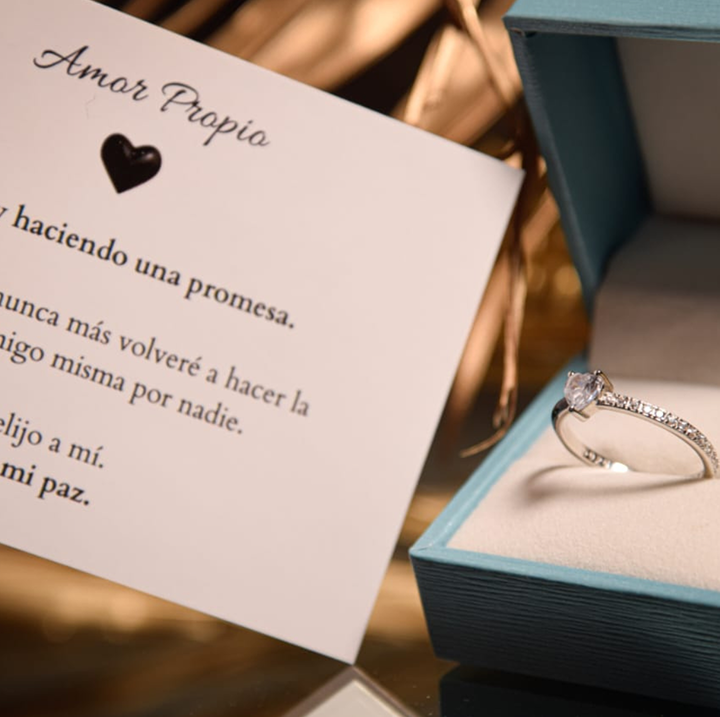 Amor Propio
y haciendo una promesa.
nunca más volveré a hacer la
migo misma por nadie.
elijo a mí.
mi paz.